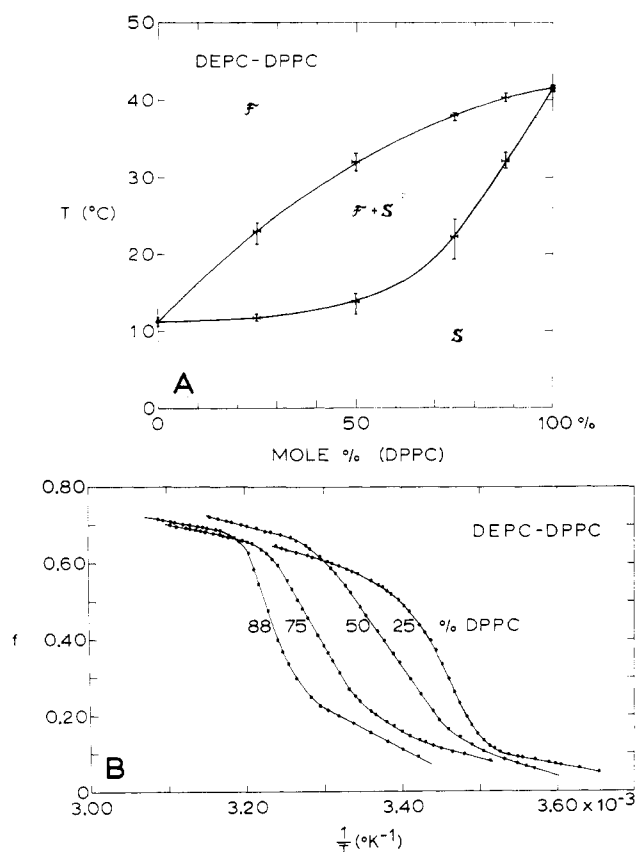 50
DEPC-DPPC
ℱ
40
30
T (°C)
ℱ+S
20
10
S
A
0
0
50
100 %
MOLE % (DPPC)
0.80
DEPC-DPPC
0.60
f
0.40
88
75
50
25
% DPPC
0.20
B
0
3.00
3.20
3.40
3.60 × 10⁻³
1/T (°K⁻¹)